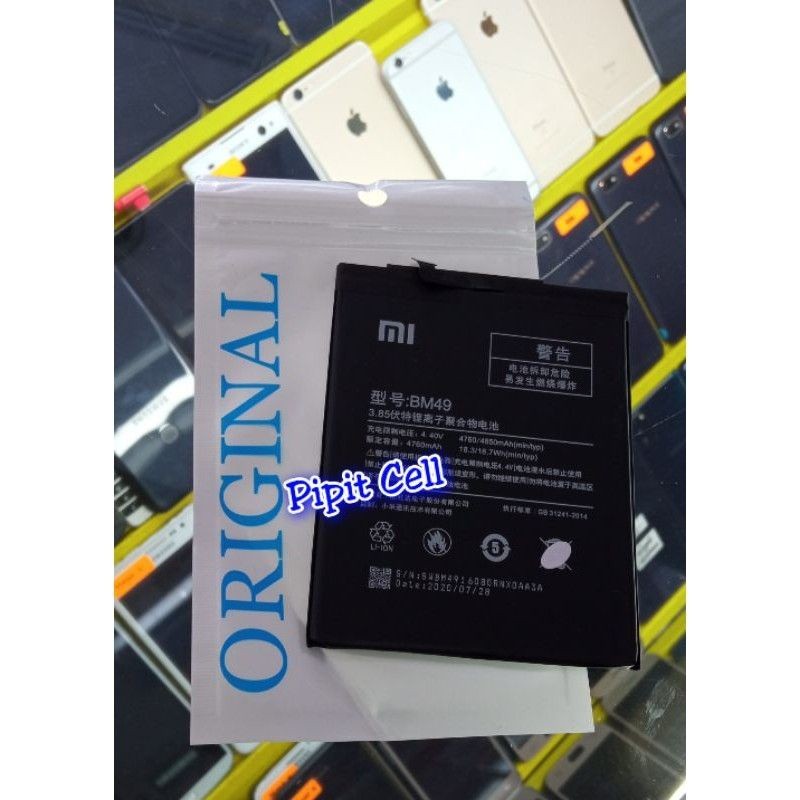 ORIGINAL
MI
警告
电池拆卸危险
易发生燃烧爆炸
型号:BM49
3.85伏特锂离子聚合物电池
充电限制电压: 4.40V 4760/4850mAh(min/typ)
额定容量: 4760mAh 18.3/18.7Wh(min/typ)
Pipit Cell
执行标准: GB 31241-2014
LI-ION
5
S/N:
Date:2020/07/28
SONY